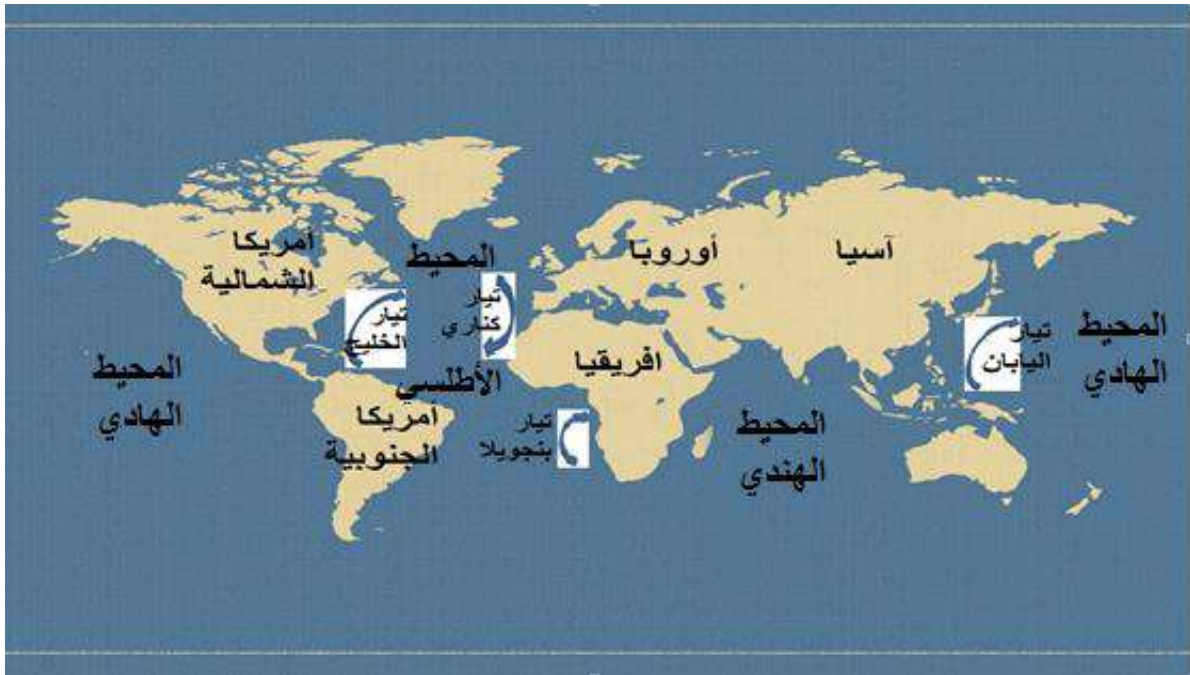 أمريكا
الشمالية
المحيط
أوروبا
آسيا
تيار
كناري
تيار
الخليج
تيار
اليابان
المحيط
الهادي
المحيط
الهادي
افريقيا
الأطلسي
أمريكا
الجنوبية
تيار
بنجويلا
المحيط
الهندي